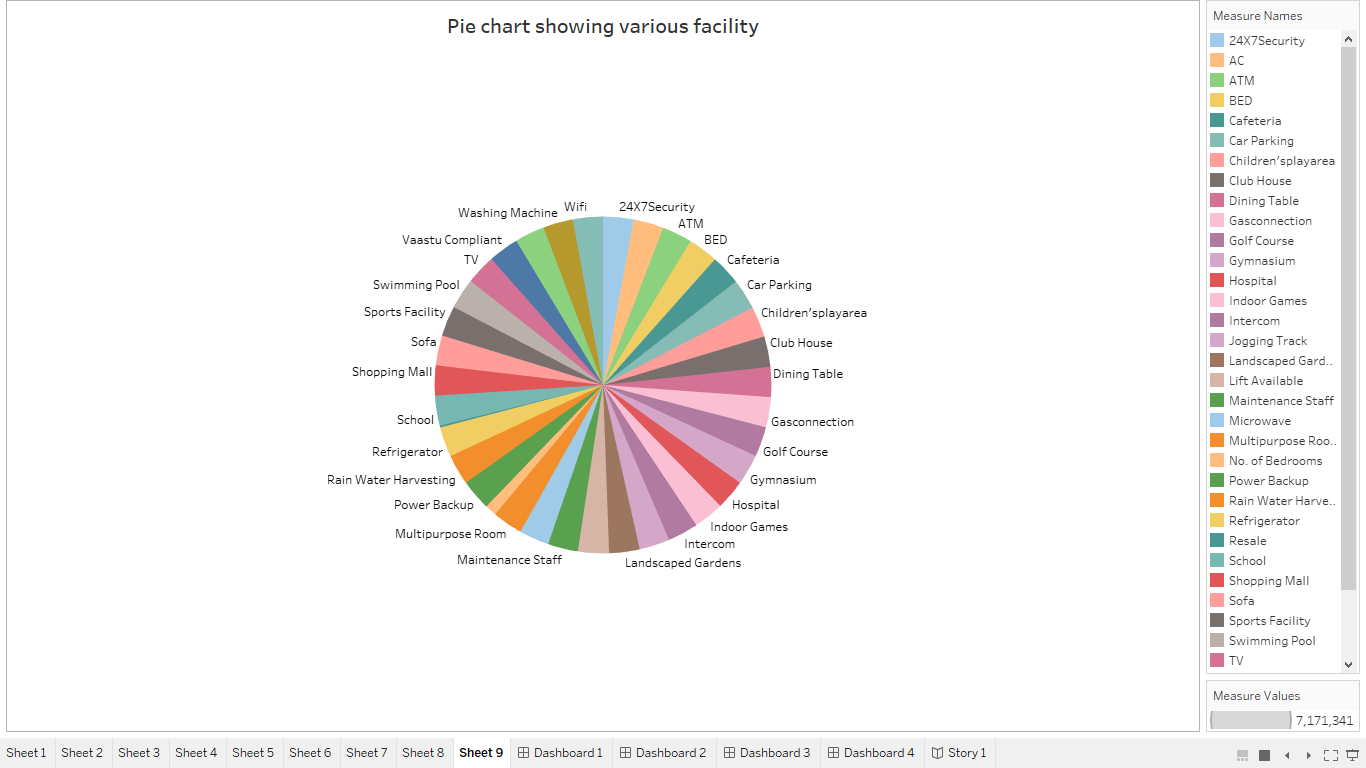 Pie chart showing various facility
Wifi
24X7Security
Washing Machine
ATM
Vaastu Compliant
BED
TV
Cafeteria
Swimming Pool
Car Parking
Sports Facility
Children'splayarea
Sofa
Club House
Shopping Mall
Dining Table
School
Gasconnection
Refrigerator
Golf Course
Rain Water Harvesting
Gymnasium
Power Backup
Hospital
Multipurpose Room
Indoor Games
Intercom
Maintenance Staff
Landscaped Gardens
Measure Names
24X7Security
AC
ATM
BED
Cafeteria
Car Parking
Children'splayarea
Club House
Dining Table
Gasconnection
Golf Course
Gymnasium
Hospital
Indoor Games
Intercom
Jogging Track
Landscaped Gard..
Lift Available
Maintenance Staff
Microwave
Multipurpose Roo..
No. of Bedrooms
Power Backup
Rain Water Harve..
Refrigerator
Resale
School
Shopping Mall
Sofa
Sports Facility
Swimming Pool
TV
Measure Values
7,171,341
Sheet 1 Sheet 2 Sheet 3 Sheet 4 Sheet 5 Sheet 6 Sheet 7 Sheet 8 Sheet 9 Dashboard 1 Dashboard 2 Dashboard 3 Dashboard 4 Story 1